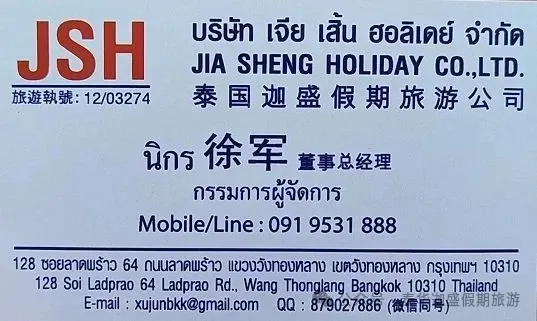 JSH
旅遊執號: 12/03274
บริษัท เจีย เสิ้น ฮอลิเดย์ จำกัด
JIA SHENG HOLIDAY CO.,LTD.
泰国迦盛假期旅游公司
นิกร 徐军 董事总经理
กรรมการผู้จัดการ
Mobile/Line : 091 9531 888
128 ซอยลาดพร้าว 64 ถนนลาดพร้าว แขวงวังทองหลาง เขตวังทองหลาง กรุงเทพฯ 10310
128 Soi Ladprao 64 Ladprao Rd., Wang Thonglang Bangkok 10310 Thailand
E-mail : xujunbkk@gmail.com QQ : 879027886 (微信同号)
公众号 · 泰华迦盛假期旅游